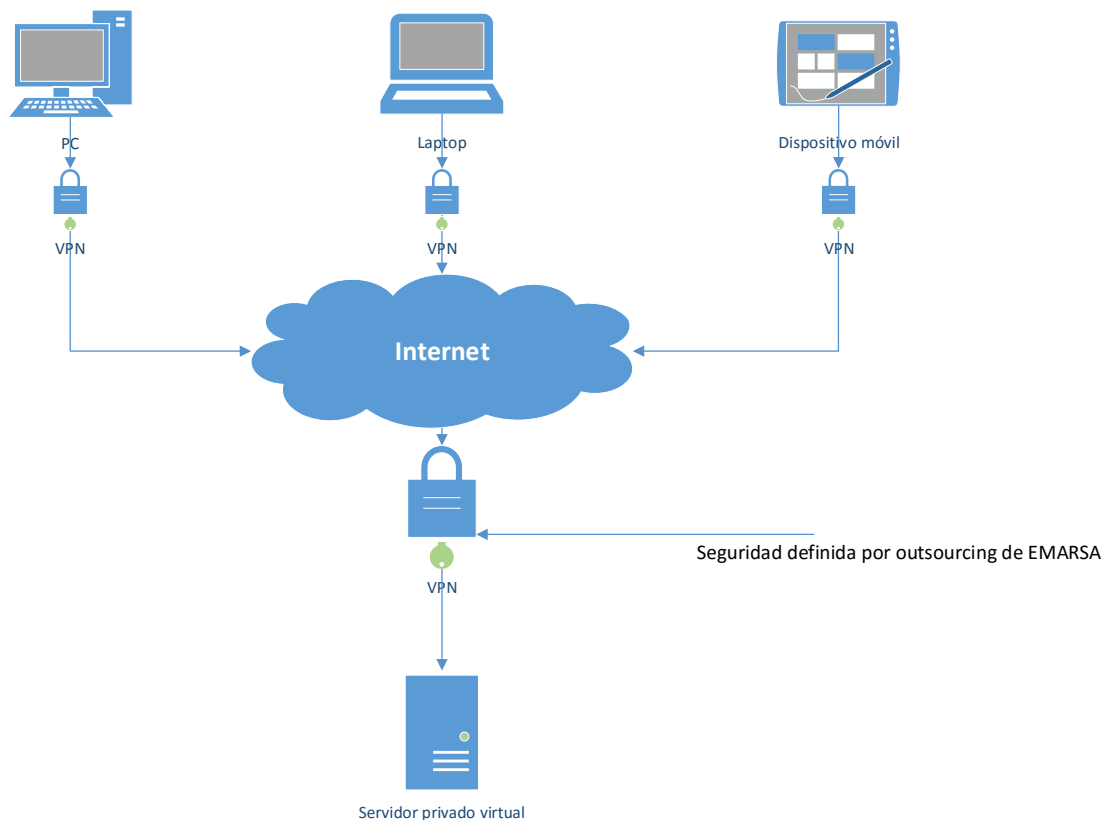 PC
Laptop
Dispositivo móvil
VPN
VPN
VPN
Internet
Seguridad definida por outsourcing de EMARSA
VPN
Servidor privado virtual